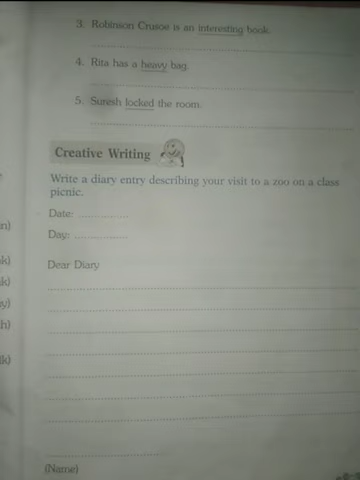 3. Robinson Crusoe is an interesting book.
4. Rita has a heavy bag.
5. Suresh locked the room.
Creative Writing
Write a diary entry describing your visit to a zoo on a class
picnic.
Date: ................
Day: ................
Dear Diary
(Name)
n)
k)
k)
y)
h)
lk)